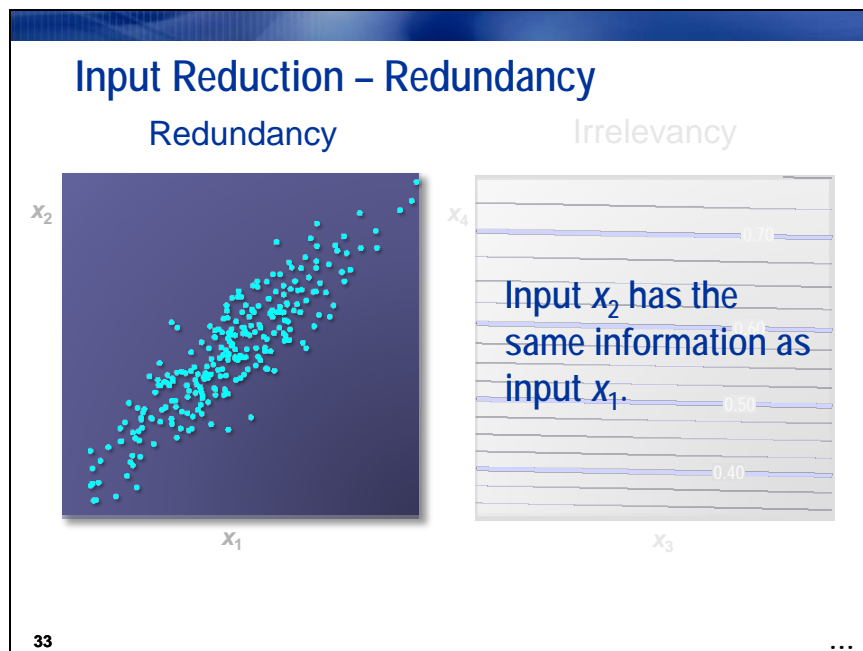 Input Reduction – Redundancy
Redundancy
Irrelevancy
x₂
x₁
x₄
0.70
0.60
0.50
0.40
x₃
Input x₂ has the
same information as
input x₁.
33
...